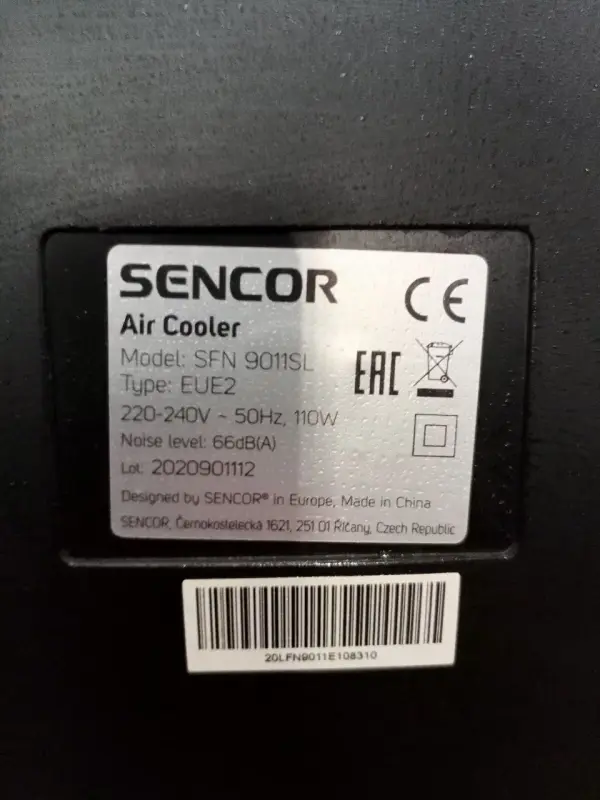 SENCOR
CE
Air Cooler
Model: SFN 9011SL
EAC
Type: EUE2
220-240V ~ 50Hz, 110W
Noise level: 66dB(A)
Lot: 2020901112
Designed by SENCOR® in Europe, Made in China
SENCOR, Černokostelecká 1621, 251 01 Říčany, Czech Republic
20LFN9011E108310